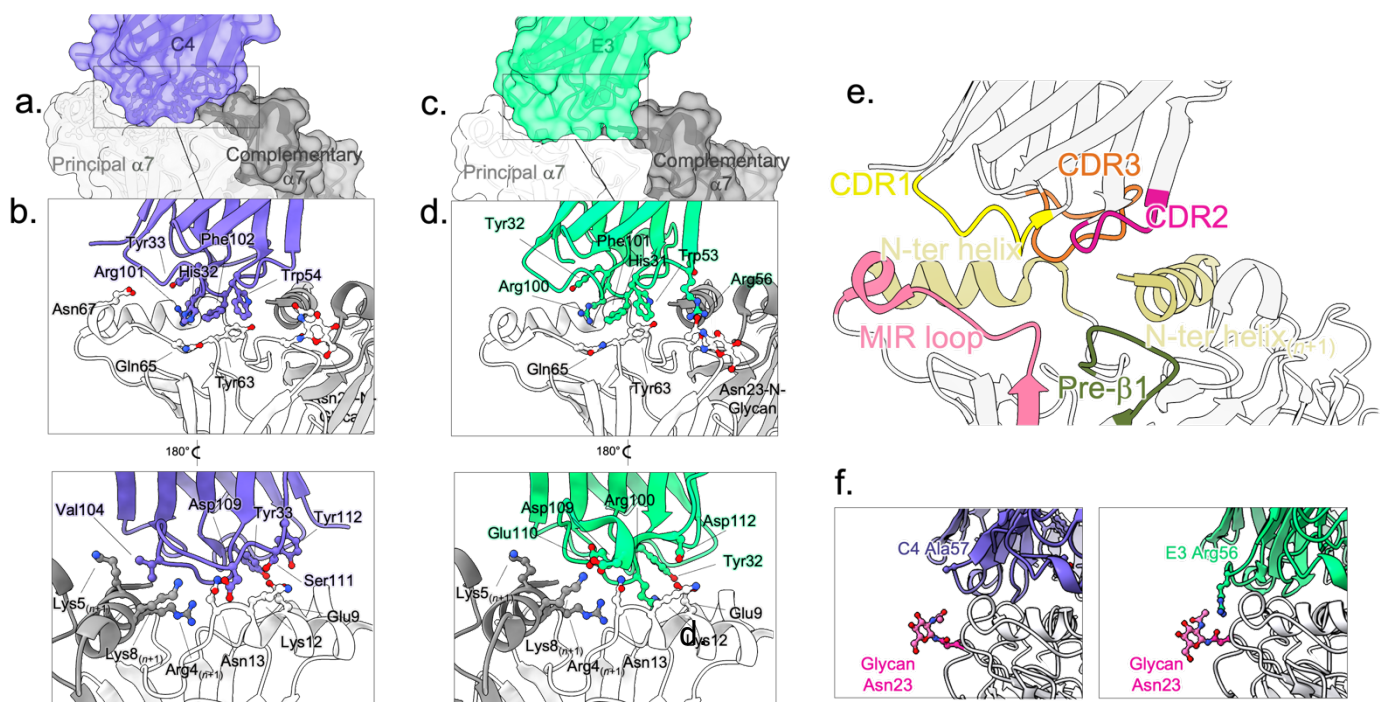 a.
C4
Principal α7
Complementary
α7
b.
Tyr33
Phe102
Arg101
His32
Trp54
Asn67
Gln65
Tyr63
Asn23-N-
180°
Val104
Asp109
Tyr33
Tyr112
Ser111
Lys5(n+1)
Glu9
Lys8(n+1)
Lys12
Arg4(n+1)
Asn13
c.
E3
Principal α7
Complementary
α7
d.
Tyr32
Phe101
His31
Trp53
Arg100
Arg56
Gln65
Tyr63
Asn23-N-
Glycan
180°
Asp109
Arg100
Asp112
Glu110
Tyr32
Lys5(n+1)
Glu9
Lys8(n+1)
d
Lys12
Arg4(n+1)
Asn13
e.
CDR1
CDR3
CDR2
N-ter helix
MIR loop
N-ter helix(n+1)
Pre-β1
f.
C4 Ala57
Glycan
Asn23
E3 Arg56
Glycan
Asn23